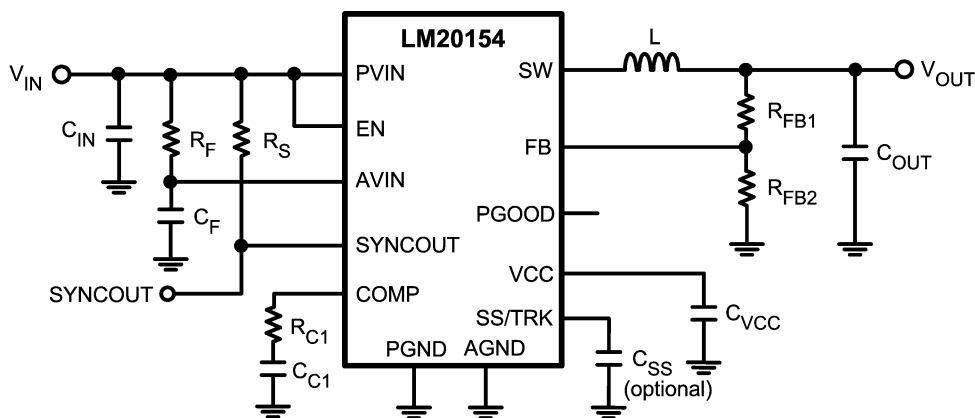 LM20154
V_IN
C_IN
R_F
R_S
C_F
SYNCOUT
R_C1
C_C1
PVIN
EN
AVIN
SYNCOUT
COMP
PGND
AGND
SW
FB
PGOOD
VCC
SS/TRK
L
V_OUT
R_FB1
R_FB2
C_OUT
C_VCC
C_SS
(optional)